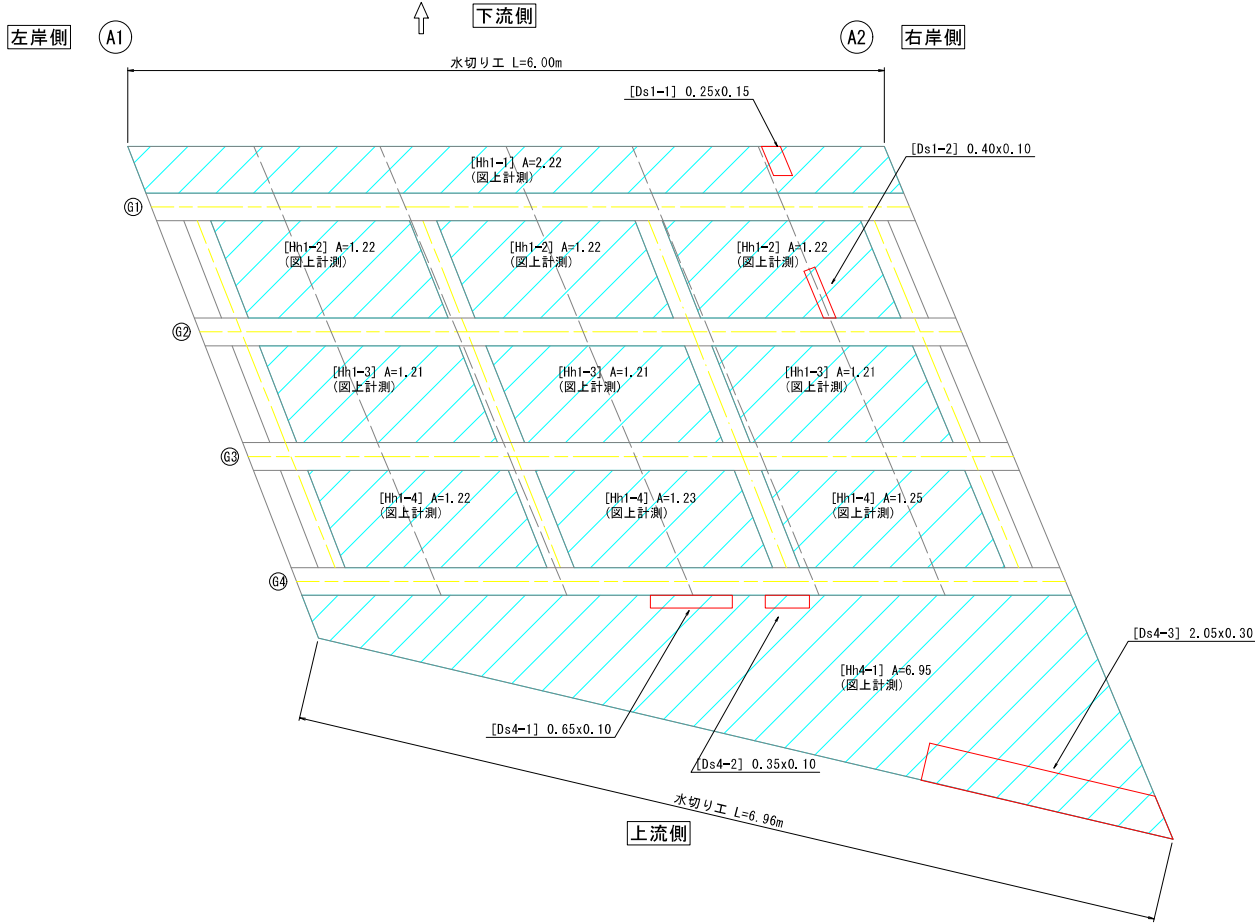 下流側
左岸側
A1
A2
右岸側
水切り工 L=6.00m
[Ds1-1] 0.25x0.15
[Ds1-2] 0.40x0.10
[Hh1-1] A=2.22
(図上計測)
G1
[Hh1-2] A=1.22
(図上計測)
[Hh1-2] A=1.22
(図上計測)
[Hh1-2] A=1.22
(図上計測)
G2
[Hh1-3] A=1.21
(図上計測)
[Hh1-3] A=1.21
(図上計測)
[Hh1-3] A=1.21
(図上計測)
G3
[Hh1-4] A=1.22
(図上計測)
[Hh1-4] A=1.23
(図上計測)
[Hh1-4] A=1.25
(図上計測)
G4
[Ds4-3] 2.05x0.30
[Hh4-1] A=6.95
(図上計測)
[Ds4-1] 0.65x0.10
[Ds4-2] 0.35x0.10
水切り工 L=6.96m
上流側